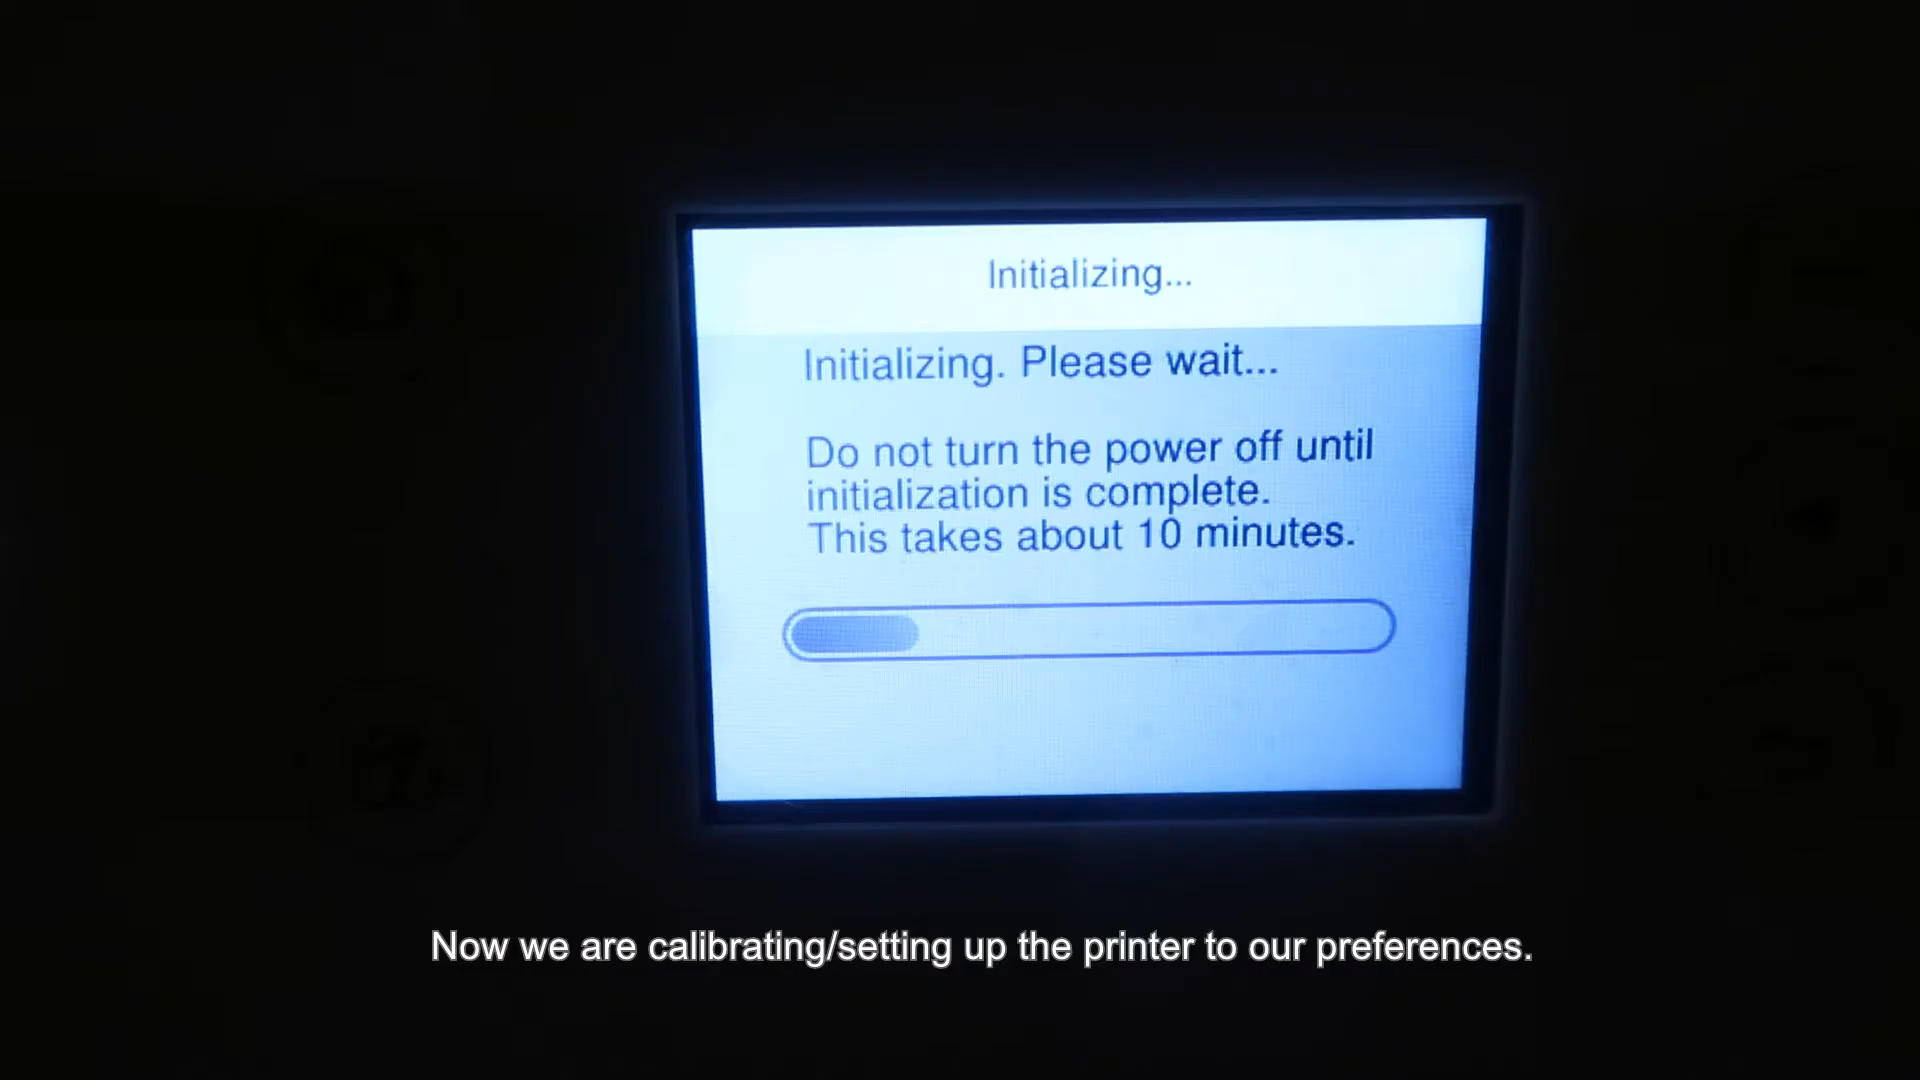 Initializing...
Initializing. Please wait...
Do not turn the power off until
initialization is complete.
This takes about 10 minutes.
Now we are calibrating/setting up the printer to our preferences.